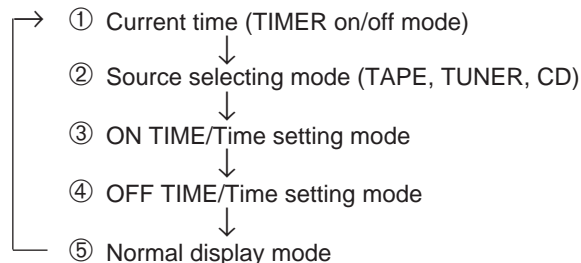 ① Current time (TIMER on/off mode)
② Source selecting mode (TAPE, TUNER, CD)
③ ON TIME/Time setting mode
④ OFF TIME/Time setting mode
⑤ Normal display mode